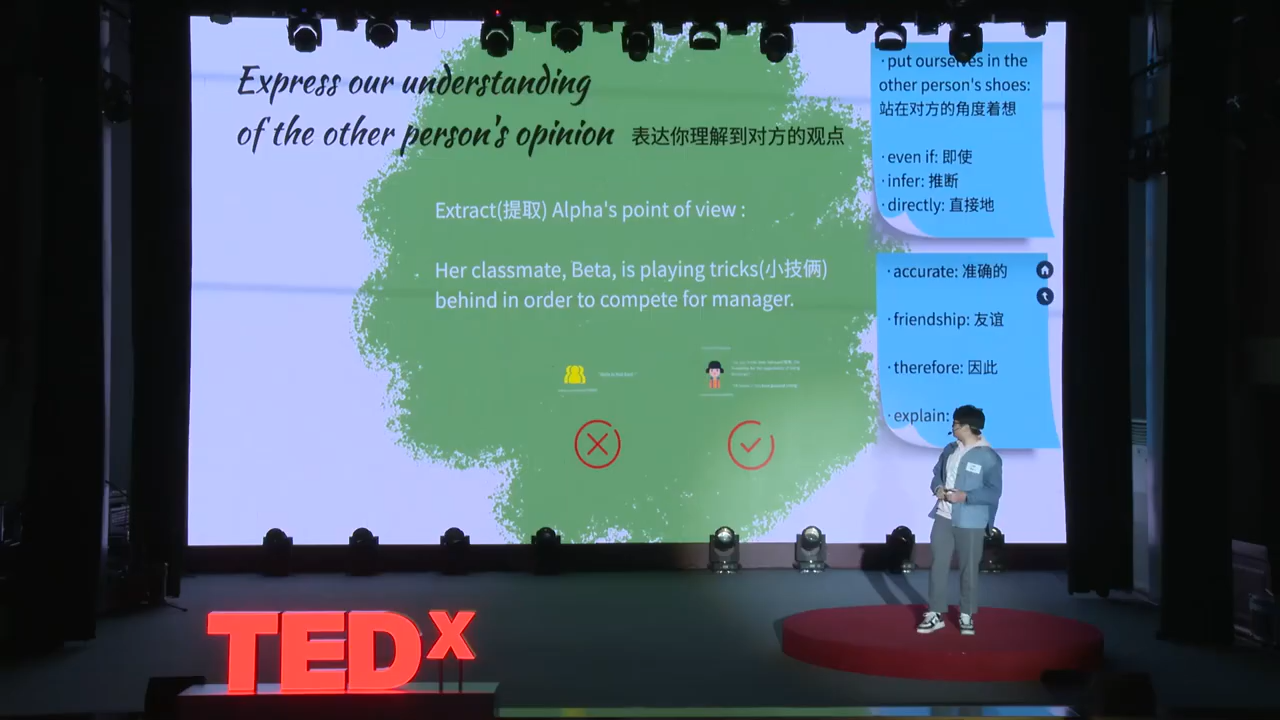 Express our understanding
of the other person's opinion 表达你理解到对方的观点
Extract(提取) Alpha's point of view :
Her classmate, Beta, is playing tricks(小技俩)
behind in order to compete for manager.
·put ourselves in the
other person's shoes:
站在对方的角度着想
·even if: 即使
·infer: 推断
·directly: 直接地
·accurate: 准确的
·friendship: 友谊
·therefore: 因此
·explain:
TEDx